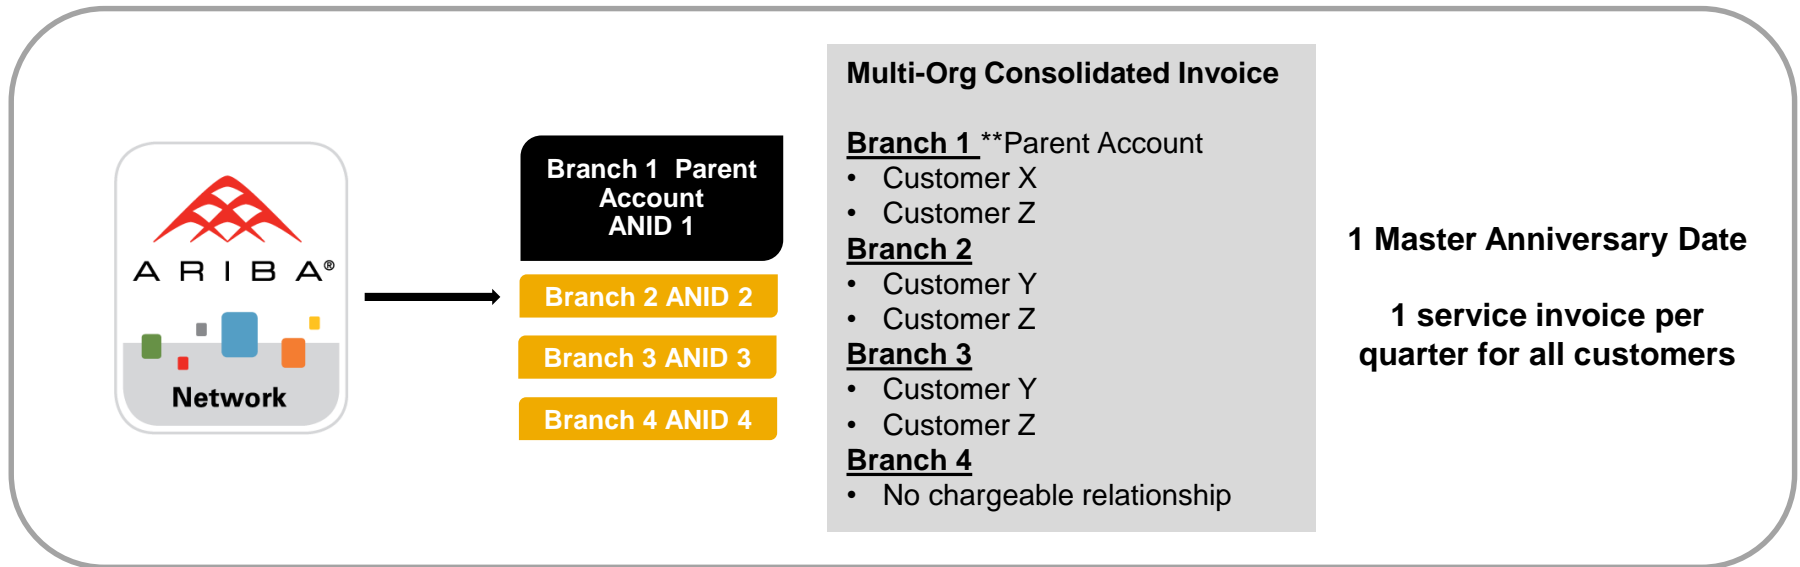 ARIBA®
Network
Branch 1 Parent
Account
ANID 1
Branch 2 ANID 2
Branch 3 ANID 3
Branch 4 ANID 4
Multi-Org Consolidated Invoice
Branch 1 **Parent Account
• Customer X
• Customer Z
Branch 2
• Customer Y
• Customer Z
Branch 3
• Customer Y
• Customer Z
Branch 4
• No chargeable relationship
1 Master Anniversary Date
1 service invoice per
quarter for all customers